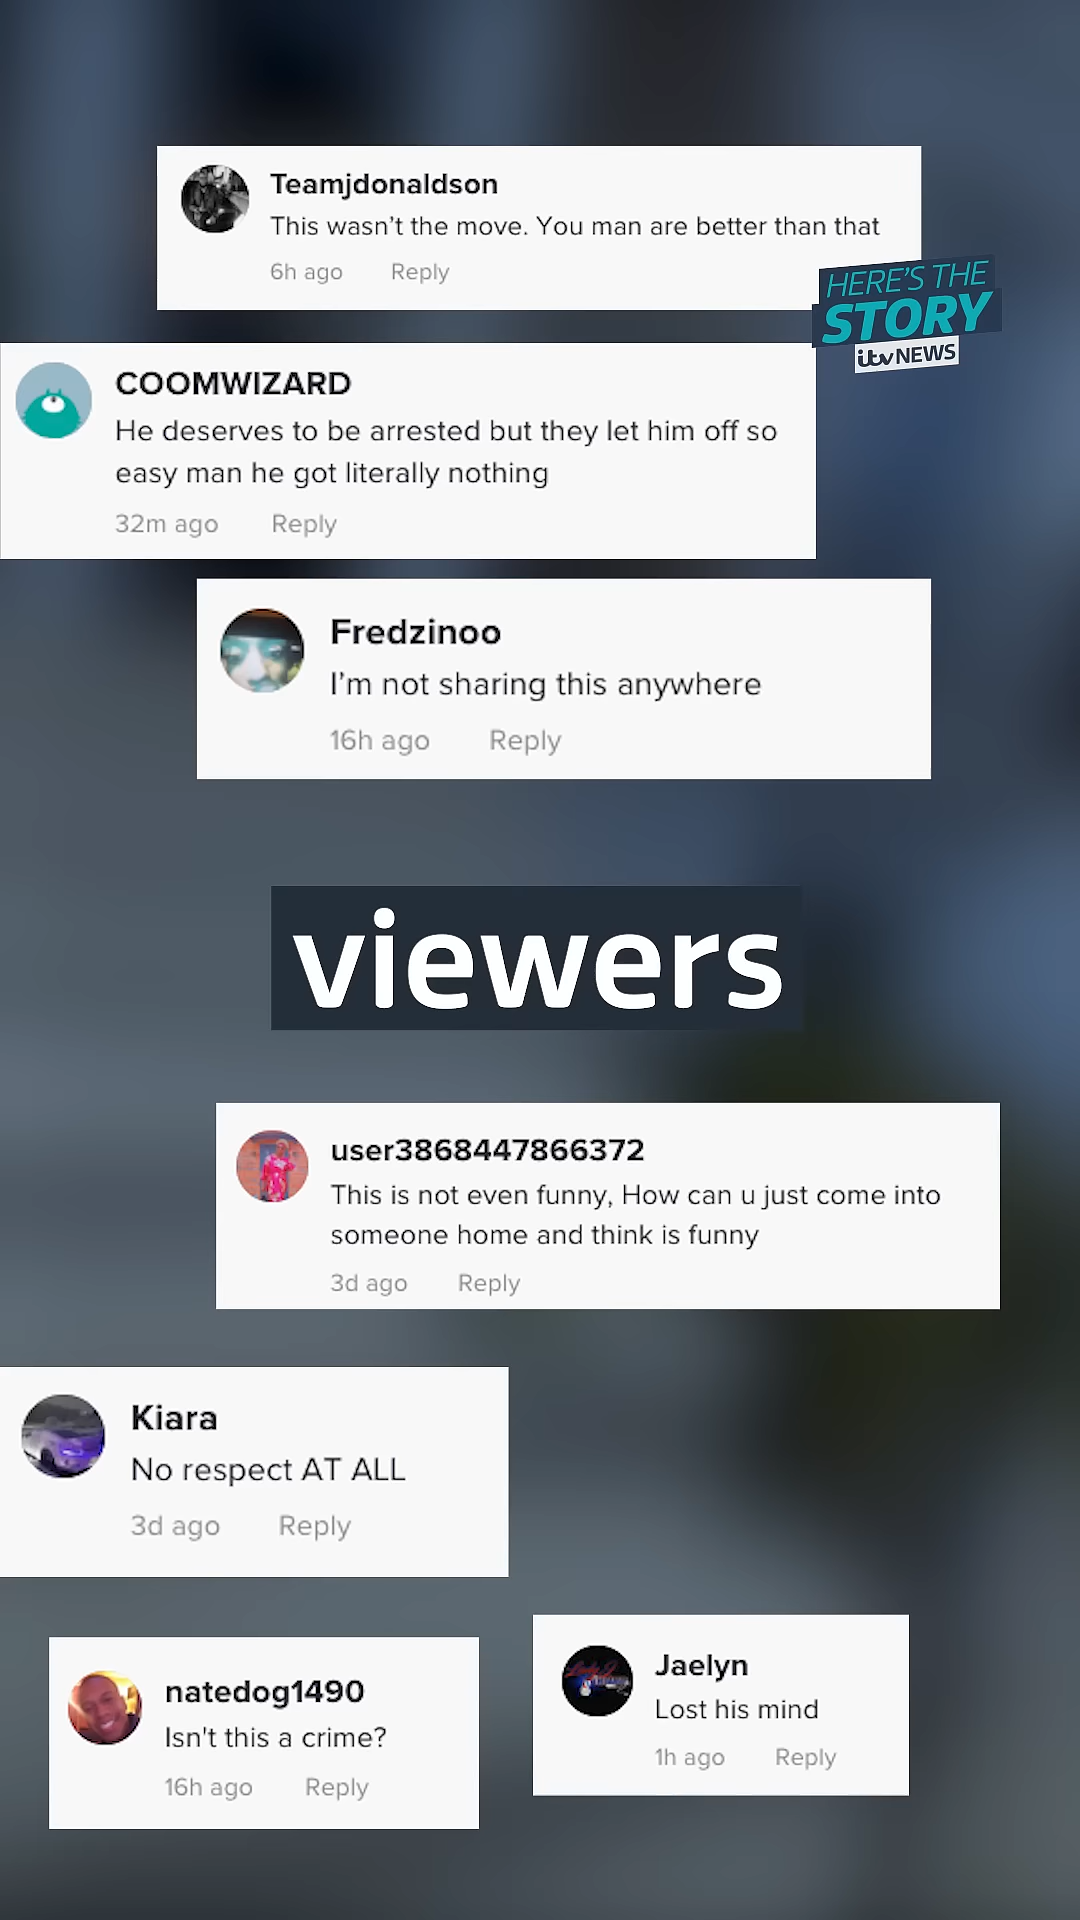 Teamjdonaldson
This wasn’t the move. You man are better than that
6h ago Reply
HERE'S THE
STORY
itv NEWS
COOMWIZARD
He deserves to be arrested but they let him off so
easy man he got literally nothing
32m ago Reply
Fredzinoo
I’m not sharing this anywhere
16h ago Reply
viewers
user3868447866372
This is not even funny, How can u just come into
someone home and think is funny
3d ago Reply
Kiara
No respect AT ALL
3d ago Reply
natedog1490
Isn't this a crime?
16h ago Reply
Jaelyn
Lost his mind
1h ago Reply